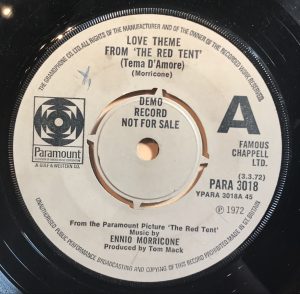 THE GRAMOPHONE CO. LTD. ALL RIGHTS OF THE MANUFACTURER AND OF THE OWNER OF THE RECORDED WORK RESERVED
LOVE THEME
FROM 'THE RED TENT'
(Tema D'Amore)
(Morricone)
DEMO
RECORD
NOT FOR SALE
A
Paramount
A G+W COMPANY
FAMOUS
CHAPPELL
LTD.
(3.3.72)
PARA 3018
YPARA 3018A 45
℗ 1972
From the Paramount Picture 'The Red Tent'
Music by
ENNIO MORRICONE
Produced by Tom Mack
UNAUTHORISED PUBLIC PERFORMANCE BROADCASTING AND COPYING OF THIS RECORD PROHIBITED. MADE IN GT. BRITAIN